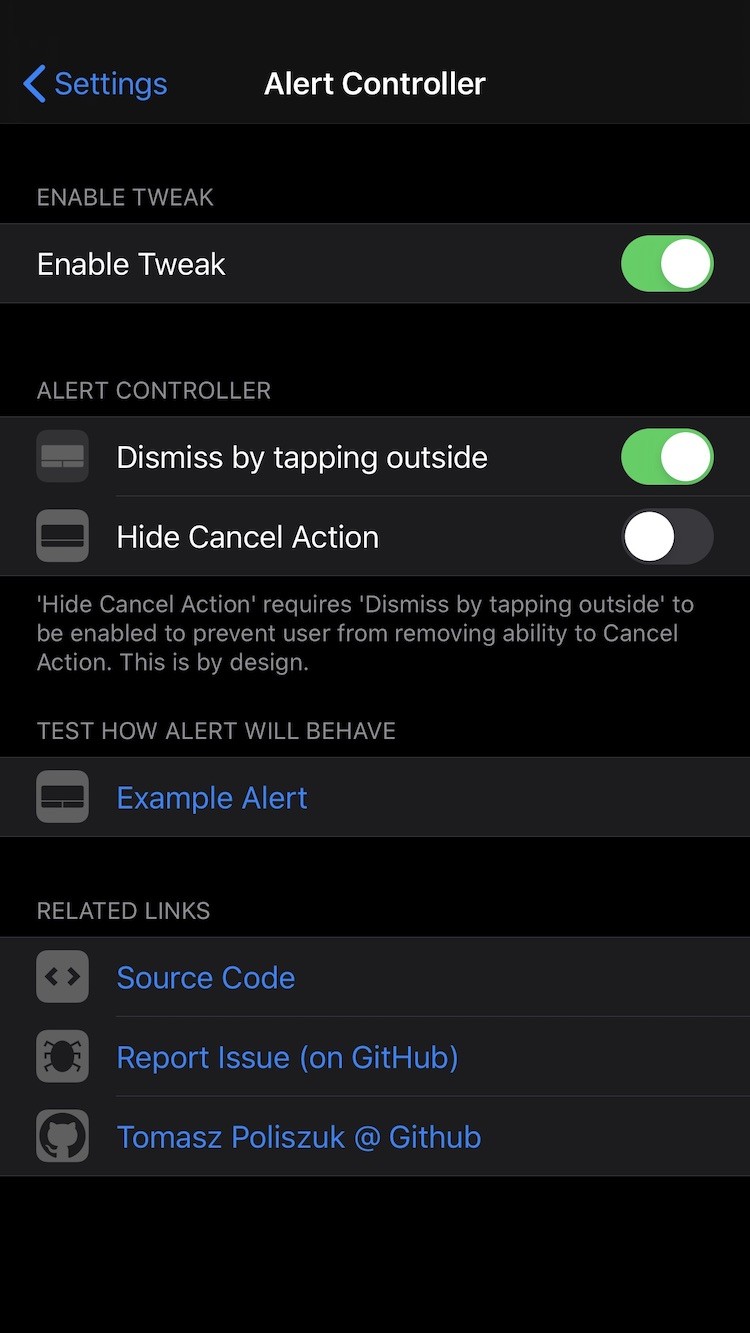 Settings
Alert Controller
ENABLE TWEAK
Enable Tweak
ALERT CONTROLLER
Dismiss by tapping outside
Hide Cancel Action
'Hide Cancel Action' requires 'Dismiss by tapping outside' to
be enabled to prevent user from removing ability to Cancel
Action. This is by design.
TEST HOW ALERT WILL BEHAVE
Example Alert
RELATED LINKS
Source Code
Report Issue (on GitHub)
Tomasz Poliszuk @ Github